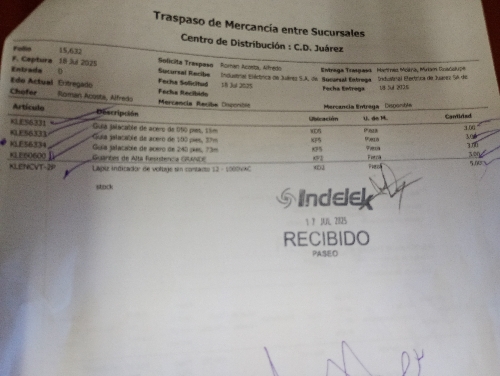 Traspaso de Mercancía entre Sucursales
Centro de Distribución : C.D. Juárez
Folio 15,632
F. Captura 18 Jul 2025 Solicita Traspaso Roman Acosta, Alfredo Entrega Traspaso Martinez Molina, Myriam Guadalupe
Entrada 0 Sucursal Recibe Industrial Eléctrica de Juárez S.A. de Sucursal Entrega Industrial Electrica de Juárez SA de
Edo Actual Entregado Fecha Solicitud 18 Jul 2025 Fecha Entrega 18 Jul 2025
Chofer Roman Acosta, Alfredo Fecha Recibido
Mercancía Recibe Disponible Mercancía Entrega Disponible
Artículo Descripción Ubicación U. de M. Cantidad
KLE56331 Guia jalacable de acero de 050 pies, 15m KD5 Pieza 3.00
KLE56333 Guia jalacable de acero de 100 pies, 37m KF5 Pieza 3.00
KLE56334 Guia jalacable de acero de 240 pies, 73m KF5 Pieza 3.00
KLE60600 Guantes de Alta Resistencia GRANDE KF2 Pieza 3.00
KLENCVT-2P Lapiz indicador de voltaje sin contacto 12 - 1000VAC KD3 Pieza 5.00
stock
Indelek
17 JUL 2025
RECIBIDO
PASEO